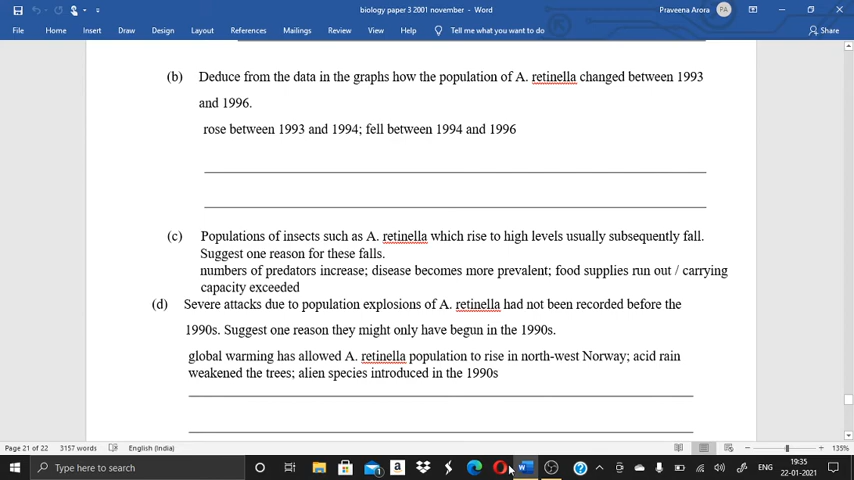 biology paper 3 2001 november - Word
Praveena Arora PA
File Home Insert Draw Design Layout References Mailings Review View Help Tell me what you want to do Share
(b) Deduce from the data in the graphs how the population of A. retinella changed between 1993
and 1996.
rose between 1993 and 1994; fell between 1994 and 1996
(c) Populations of insects such as A. retinella which rise to high levels usually subsequently fall.
Suggest one reason for these falls.
numbers of predators increase; disease becomes more prevalent; food supplies run out / carrying
capacity exceeded
(d) Severe attacks due to population explosions of A. retinella had not been recorded before the
1990s. Suggest one reason they might only have begun in the 1990s.
global warming has allowed A. retinella population to rise in north-west Norway; acid rain
weakened the trees; alien species introduced in the 1990s
Page 21 of 22 3157 words English (India) 135%
Type here to search
ENG
19:35
22-01-2021